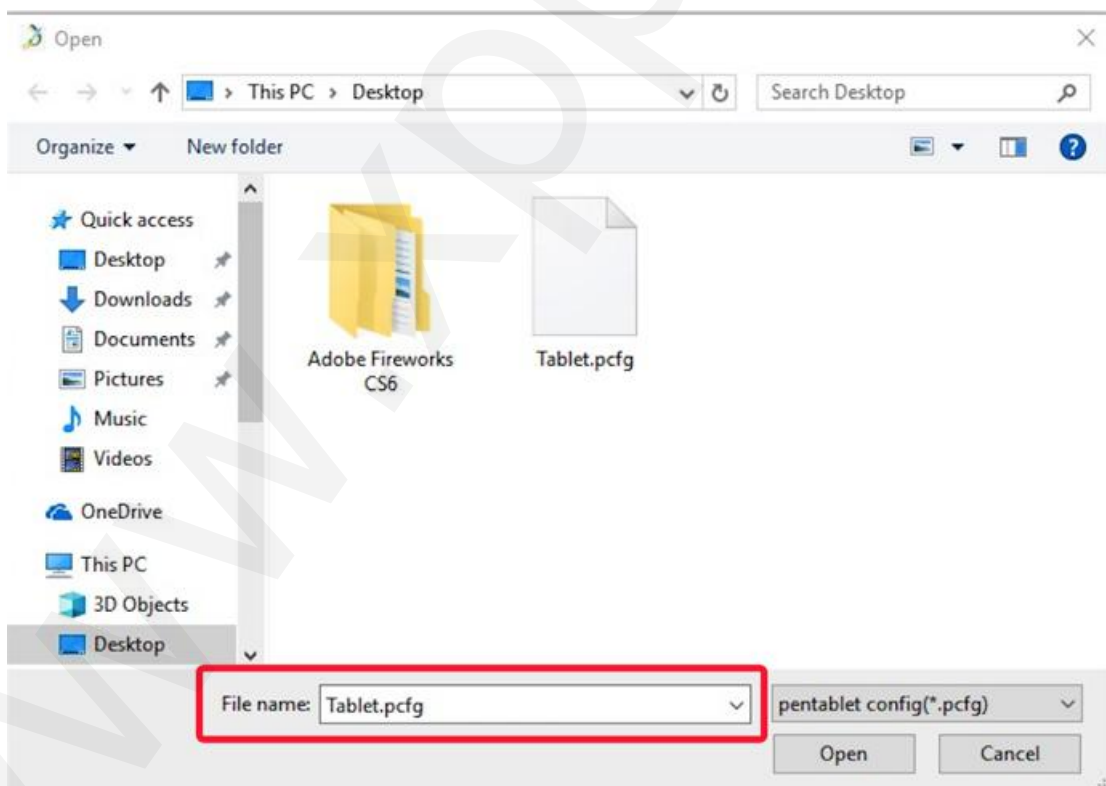 Open
This PC > Desktop
Search Desktop
Organize
New folder
Quick access
Desktop
Downloads
Documents
Pictures
Music
Videos
OneDrive
This PC
3D Objects
Desktop
Adobe Fireworks
CS6
Tablet.pcfg
File name: Tablet.pcfg
pentablet config(*.pcfg)
Open
Cancel